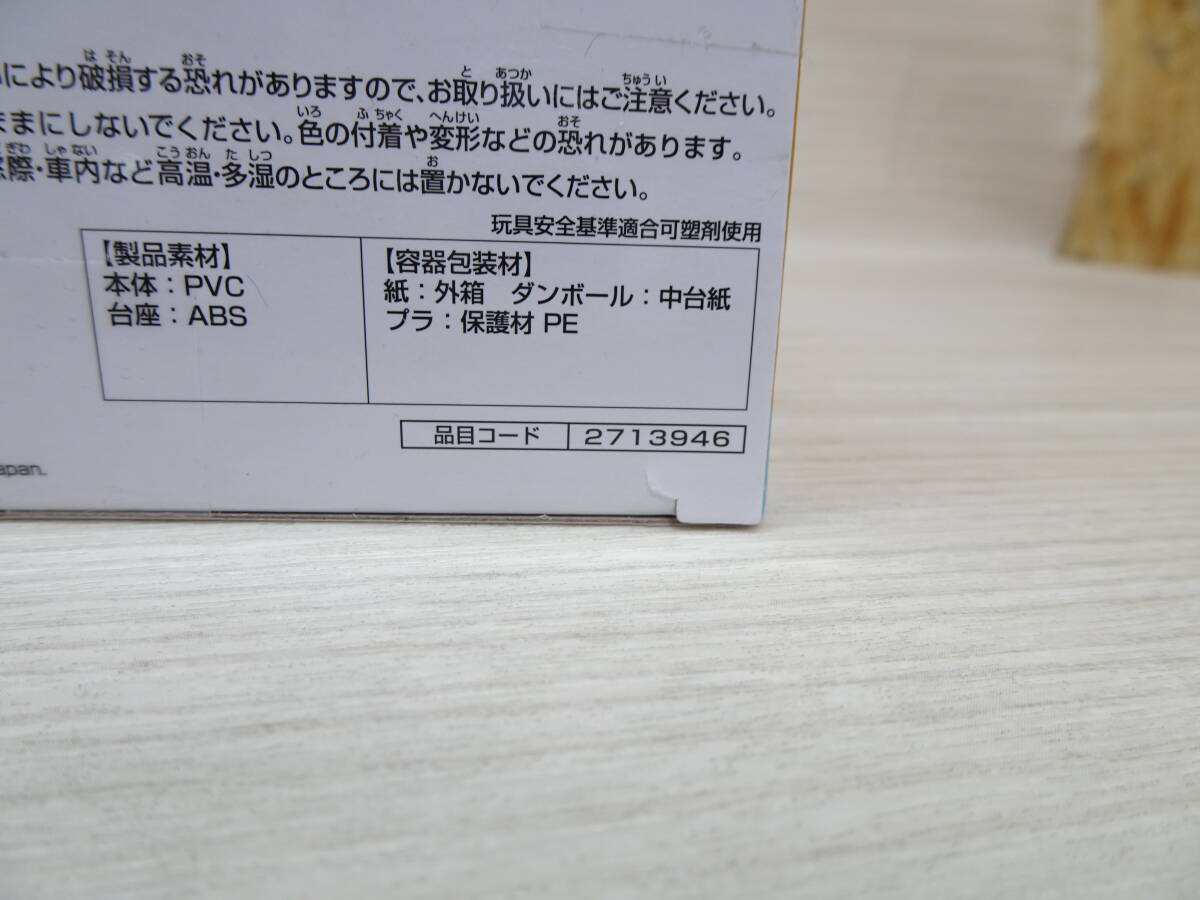 により破損する恐れがありますので、お取り扱いにはご注意ください。
ままにしないでください。色の付着や変形などの恐れがあります。
際・車内など高温・多湿のところには置かないでください。
玩具安全基準適合可塑剤使用
【製品素材】
本体：PVC
台座：ABS
【容器包装材】
紙：外箱　ダンボール：中台紙
プラ：保護材 PE
品目コード 2713946
apan.